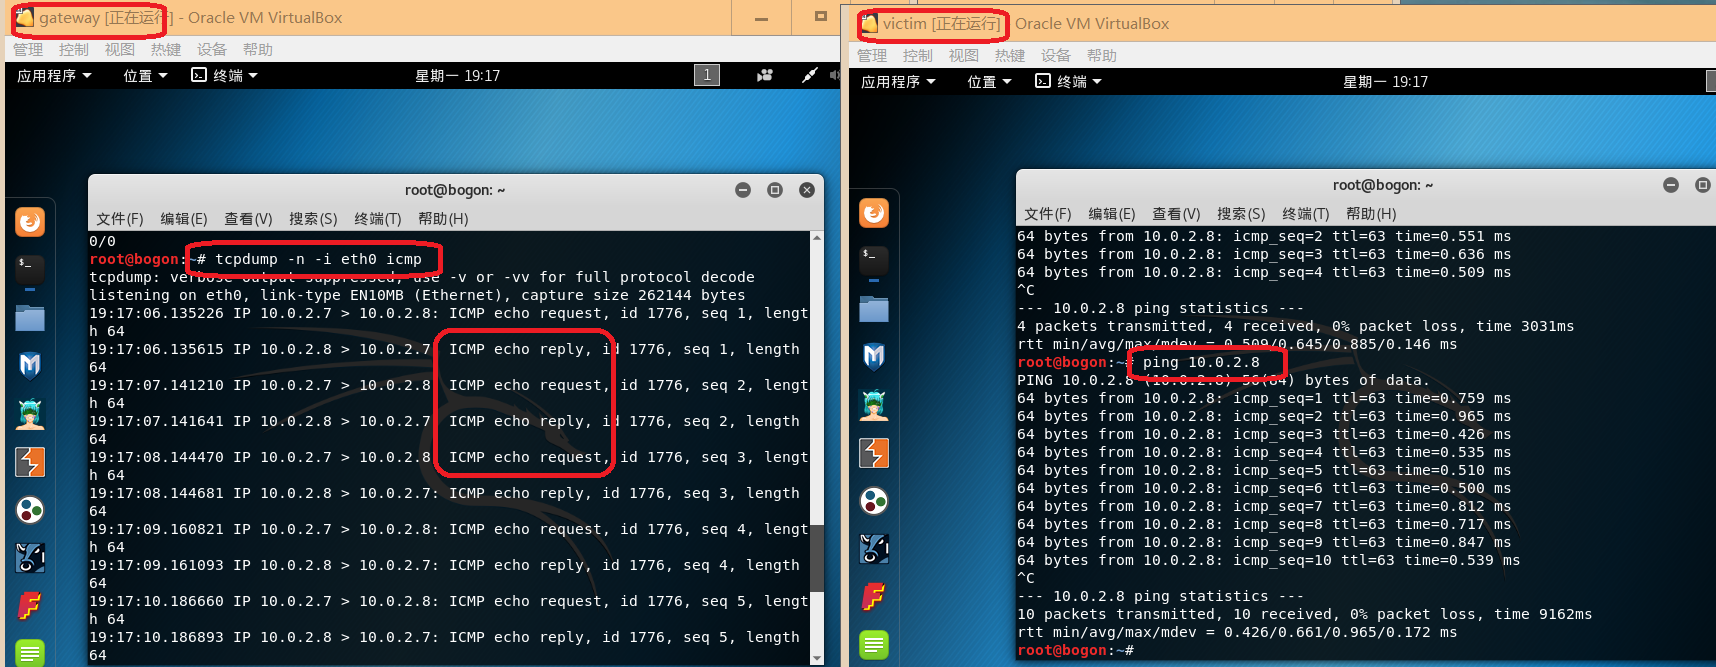 gateway [正在运行] - Oracle VM VirtualBox
管理 控制 视图 热键 设备 帮助
应用程序 位置 终端 星期一 19:17 1
root@bogon: ~
文件(F) 编辑(E) 查看(V) 搜索(S) 终端(T) 帮助(H)
0/0
root@bogon:~# tcpdump -n -i eth0 icmp
tcpdump: verbose output suppressed, use -v or -vv for full protocol decode
listening on eth0, link-type EN10MB (Ethernet), capture size 262144 bytes
19:17:06.135226 IP 10.0.2.7 > 10.0.2.8: ICMP echo request, id 1776, seq 1, lengt
h 64
19:17:06.135615 IP 10.0.2.8 > 10.0.2.7: ICMP echo reply, id 1776, seq 1, length
64
19:17:07.141210 IP 10.0.2.7 > 10.0.2.8: ICMP echo request, id 1776, seq 2, lengt
h 64
19:17:07.141641 IP 10.0.2.8 > 10.0.2.7: ICMP echo reply, id 1776, seq 2, length
64
19:17:08.144470 IP 10.0.2.7 > 10.0.2.8: ICMP echo request, id 1776, seq 3, lengt
h 64
19:17:08.144681 IP 10.0.2.8 > 10.0.2.7: ICMP echo reply, id 1776, seq 3, length
64
19:17:09.160821 IP 10.0.2.7 > 10.0.2.8: ICMP echo request, id 1776, seq 4, lengt
h 64
19:17:09.161093 IP 10.0.2.8 > 10.0.2.7: ICMP echo reply, id 1776, seq 4, length
64
19:17:10.186660 IP 10.0.2.7 > 10.0.2.8: ICMP echo request, id 1776, seq 5, lengt
h 64
19:17:10.186893 IP 10.0.2.8 > 10.0.2.7: ICMP echo reply, id 1776, seq 5, length
64
victim [正在运行] Oracle VM VirtualBox
管理 控制 视图 热键 设备 帮助
应用程序 位置 终端 星期一 19:17
root@bogon: ~
文件(F) 编辑(E) 查看(V) 搜索(S) 终端(T) 帮助(H)
64 bytes from 10.0.2.8: icmp_seq=2 ttl=63 time=0.551 ms
64 bytes from 10.0.2.8: icmp_seq=3 ttl=63 time=0.636 ms
64 bytes from 10.0.2.8: icmp_seq=4 ttl=63 time=0.509 ms
^C
--- 10.0.2.8 ping statistics ---
4 packets transmitted, 4 received, 0% packet loss, time 3031ms
rtt min/avg/max/mdev = 0.509/0.645/0.885/0.146 ms
root@bogon:~# ping 10.0.2.8
PING 10.0.2.8 (10.0.2.8) 56(84) bytes of data.
64 bytes from 10.0.2.8: icmp_seq=1 ttl=63 time=0.759 ms
64 bytes from 10.0.2.8: icmp_seq=2 ttl=63 time=0.965 ms
64 bytes from 10.0.2.8: icmp_seq=3 ttl=63 time=0.426 ms
64 bytes from 10.0.2.8: icmp_seq=4 ttl=63 time=0.535 ms
64 bytes from 10.0.2.8: icmp_seq=5 ttl=63 time=0.510 ms
64 bytes from 10.0.2.8: icmp_seq=6 ttl=63 time=0.500 ms
64 bytes from 10.0.2.8: icmp_seq=7 ttl=63 time=0.812 ms
64 bytes from 10.0.2.8: icmp_seq=8 ttl=63 time=0.717 ms
64 bytes from 10.0.2.8: icmp_seq=9 ttl=63 time=0.847 ms
64 bytes from 10.0.2.8: icmp_seq=10 ttl=63 time=0.539 ms
^C
--- 10.0.2.8 ping statistics ---
10 packets transmitted, 10 received, 0% packet loss, time 9162ms
rtt min/avg/max/mdev = 0.426/0.661/0.965/0.172 ms
root@bogon:~#